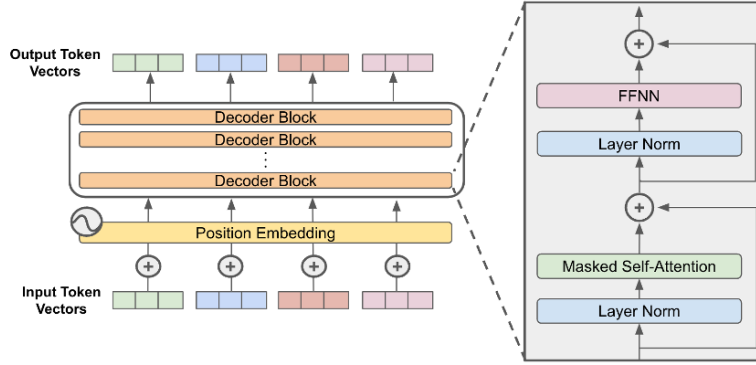 Output Token
Vectors
Decoder Block
Decoder Block
Decoder Block
Position Embedding
Input Token
Vectors
FFNN
Layer Norm
Masked Self-Attention
Layer Norm